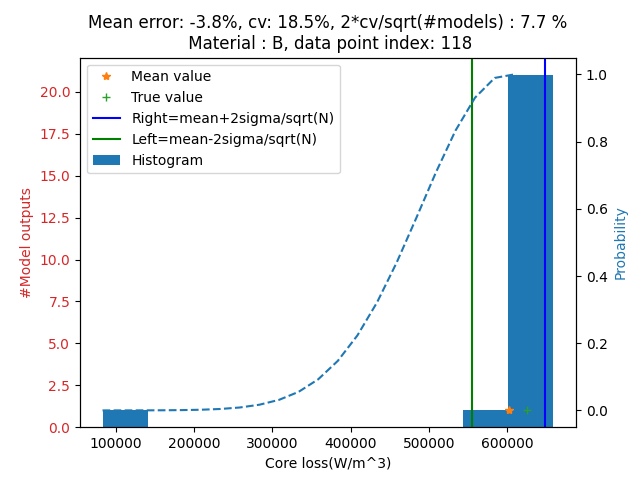 Mean error: -3.8%, cv: 18.5%, 2*cv/sqrt(#models) : 7.7 %
Material : B, data point index: 118
Mean value
True value
Right=mean+2sigma/sqrt(N)
Left=mean-2sigma/sqrt(N)
Histogram
#Model outputs
20.0
17.5
15.0
12.5
10.0
7.5
5.0
2.5
0.0
1.0
0.8
0.6
0.4
0.2
0.0
Probability
100000 200000 300000 400000 500000 600000
Core loss(W/m^3)